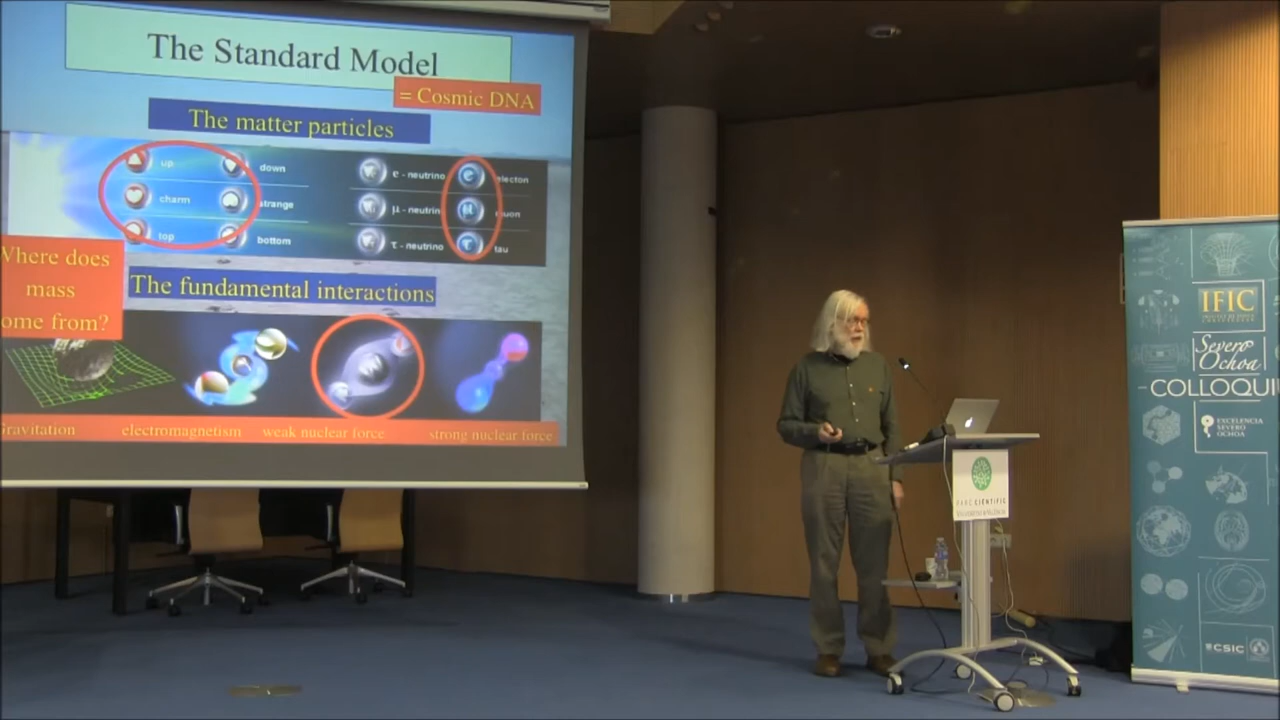 The Standard Model
= Cosmic DNA
The matter particles
up
down
e - neutrino
electon
charm
strange
μ - neutrin
muon
top
bottom
τ - neutrino
tau
Where does
mass
ome from?
The fundamental interactions
Gravitation
electromagnetism
weak nuclear force
strong nuclear force
IFIC
Severo
Ochoa
COLLOQUI
EXCELENCIA
SEVERO
OCHOA
CSIC
PARC CIENTÍFIC